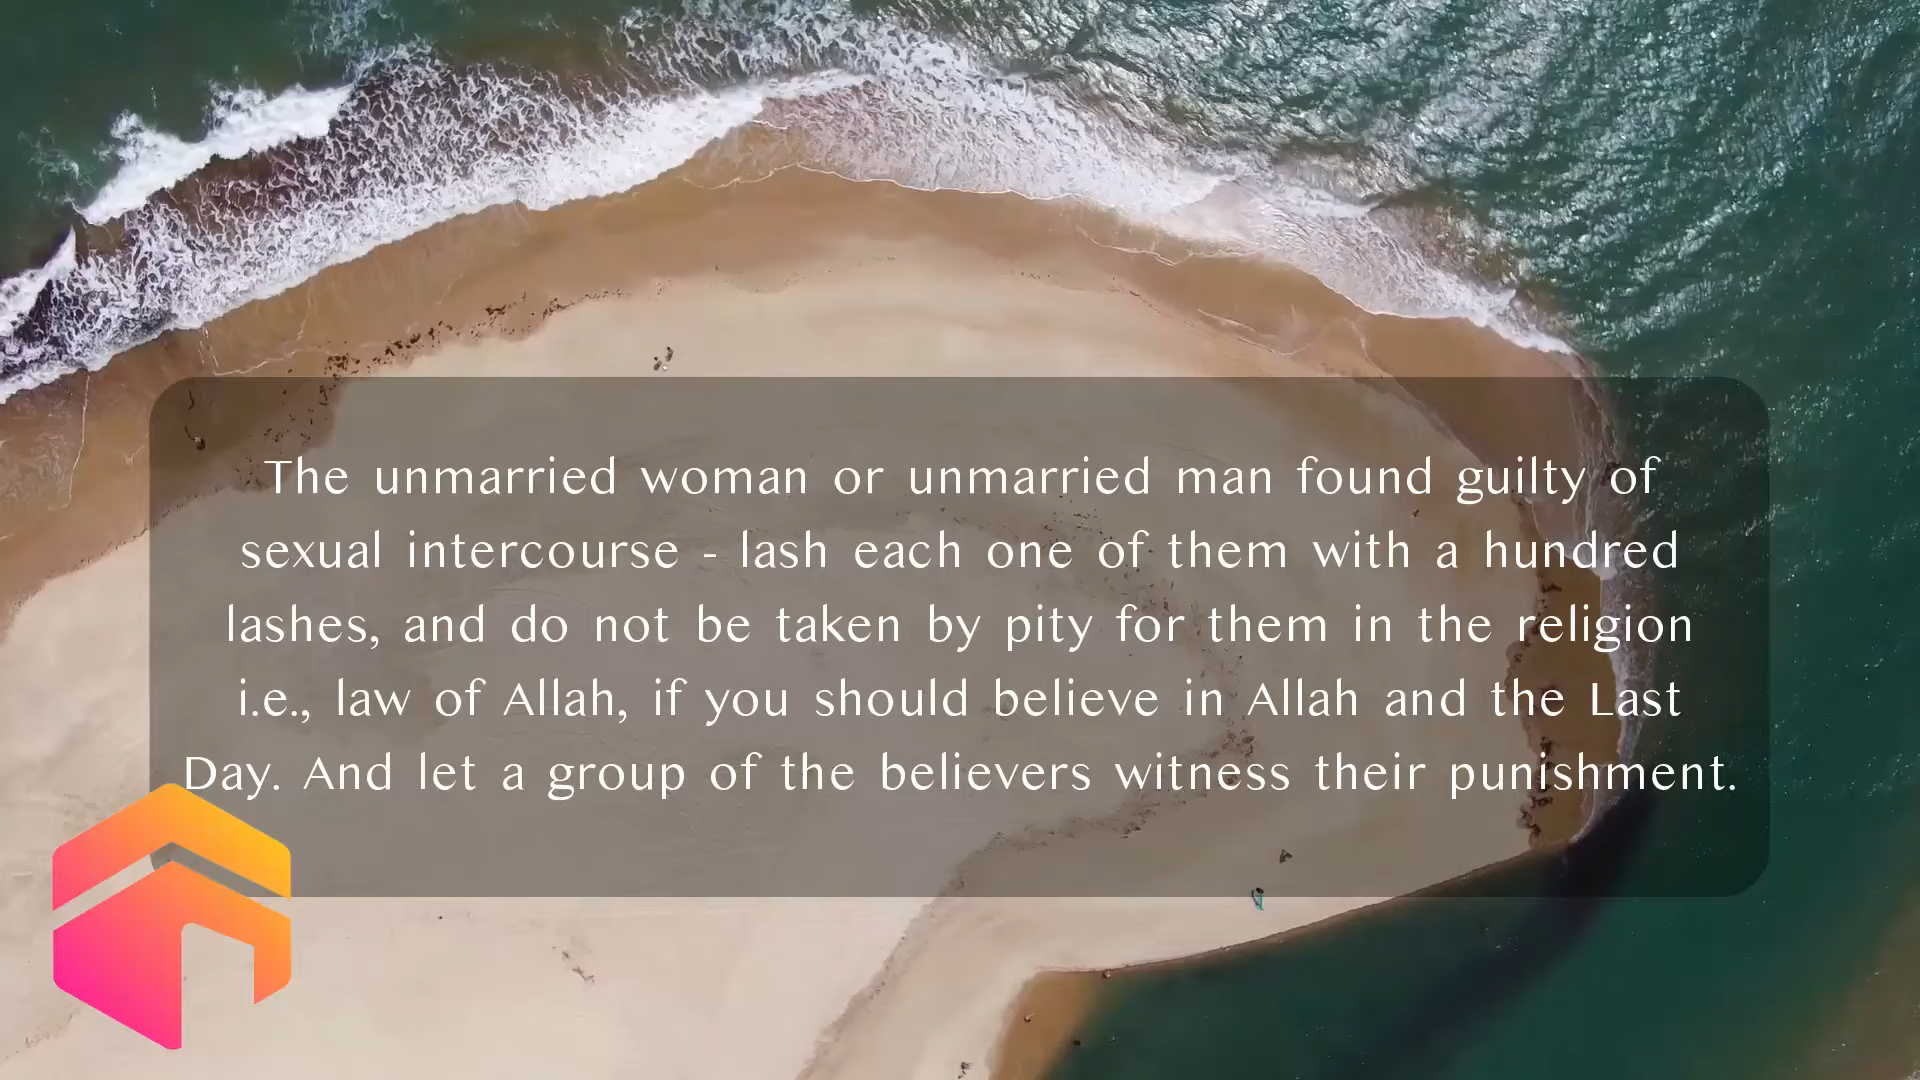 The unmarried woman or unmarried man found guilty of
sexual intercourse - lash each one of them with a hundred
lashes, and do not be taken by pity for them in the religion
i.e., law of Allah, if you should believe in Allah and the Last
Day. And let a group of the believers witness their punishment.